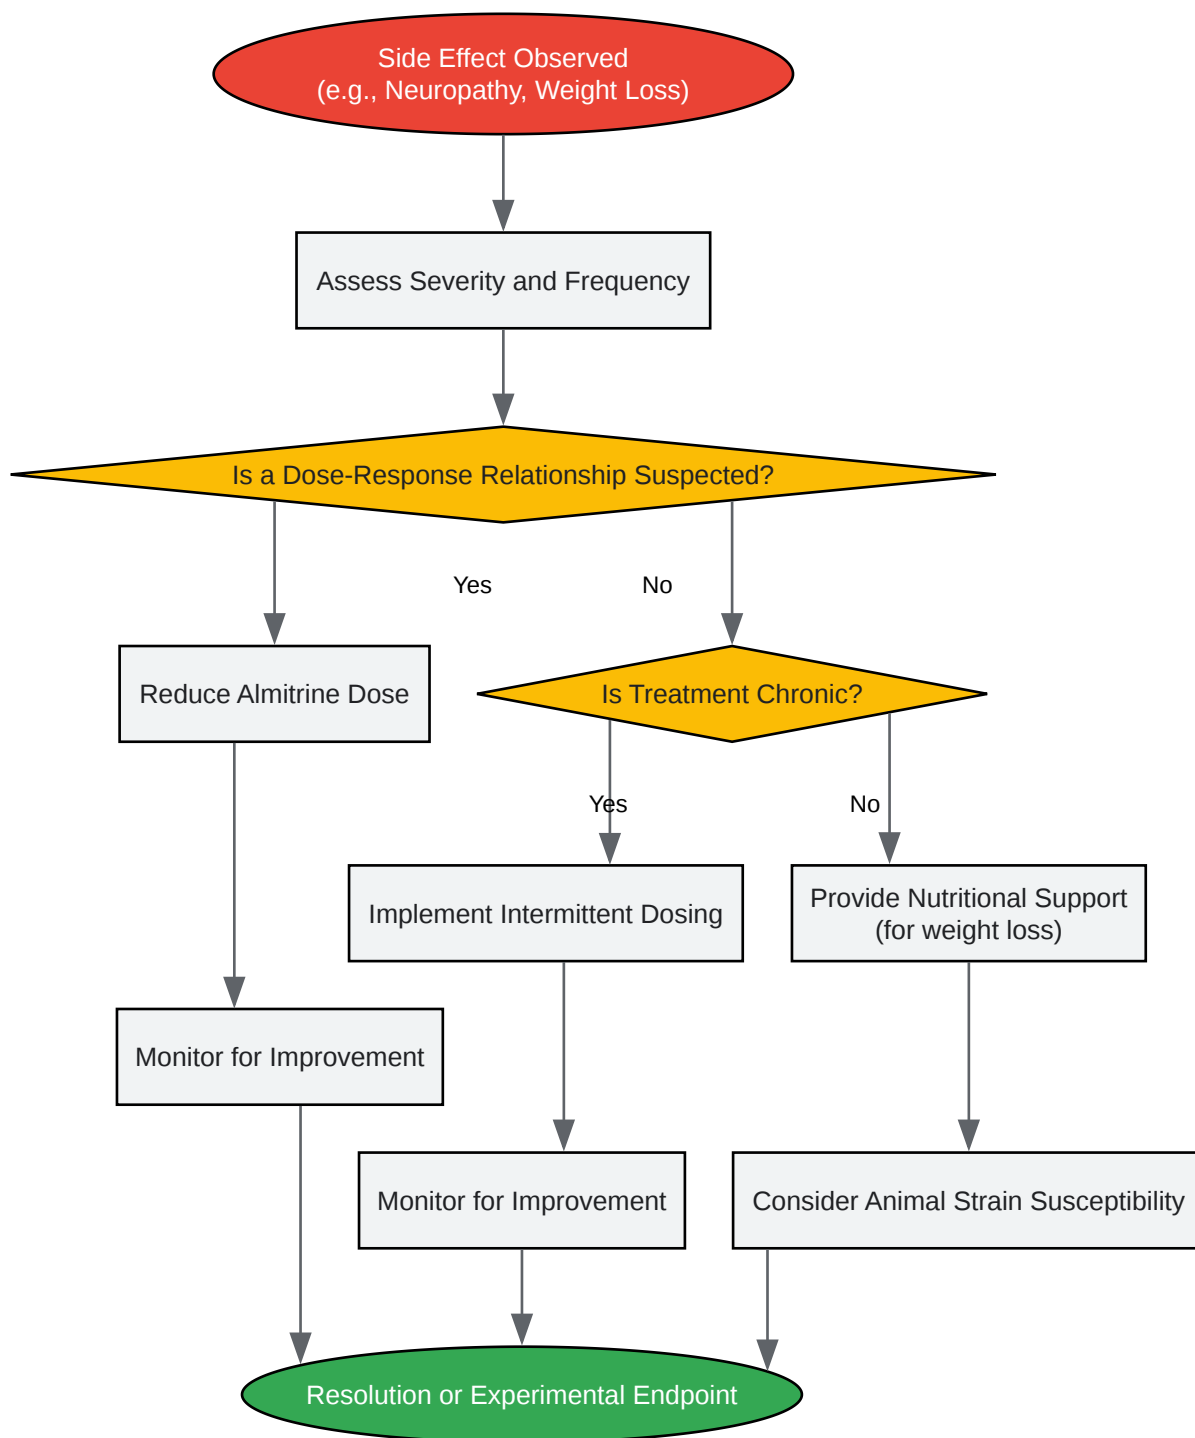 Side Effect Observed
(e.g., Neuropathy, Weight Loss)
Assess Severity and Frequency
Is a Dose-Response Relationship Suspected?
Yes
No
Reduce Almitrine Dose
Is Treatment Chronic?
Yes
No
Implement Intermittent Dosing
Provide Nutritional Support
(for weight loss)
Monitor for Improvement
Monitor for Improvement
Consider Animal Strain Susceptibility
Resolution or Experimental Endpoint